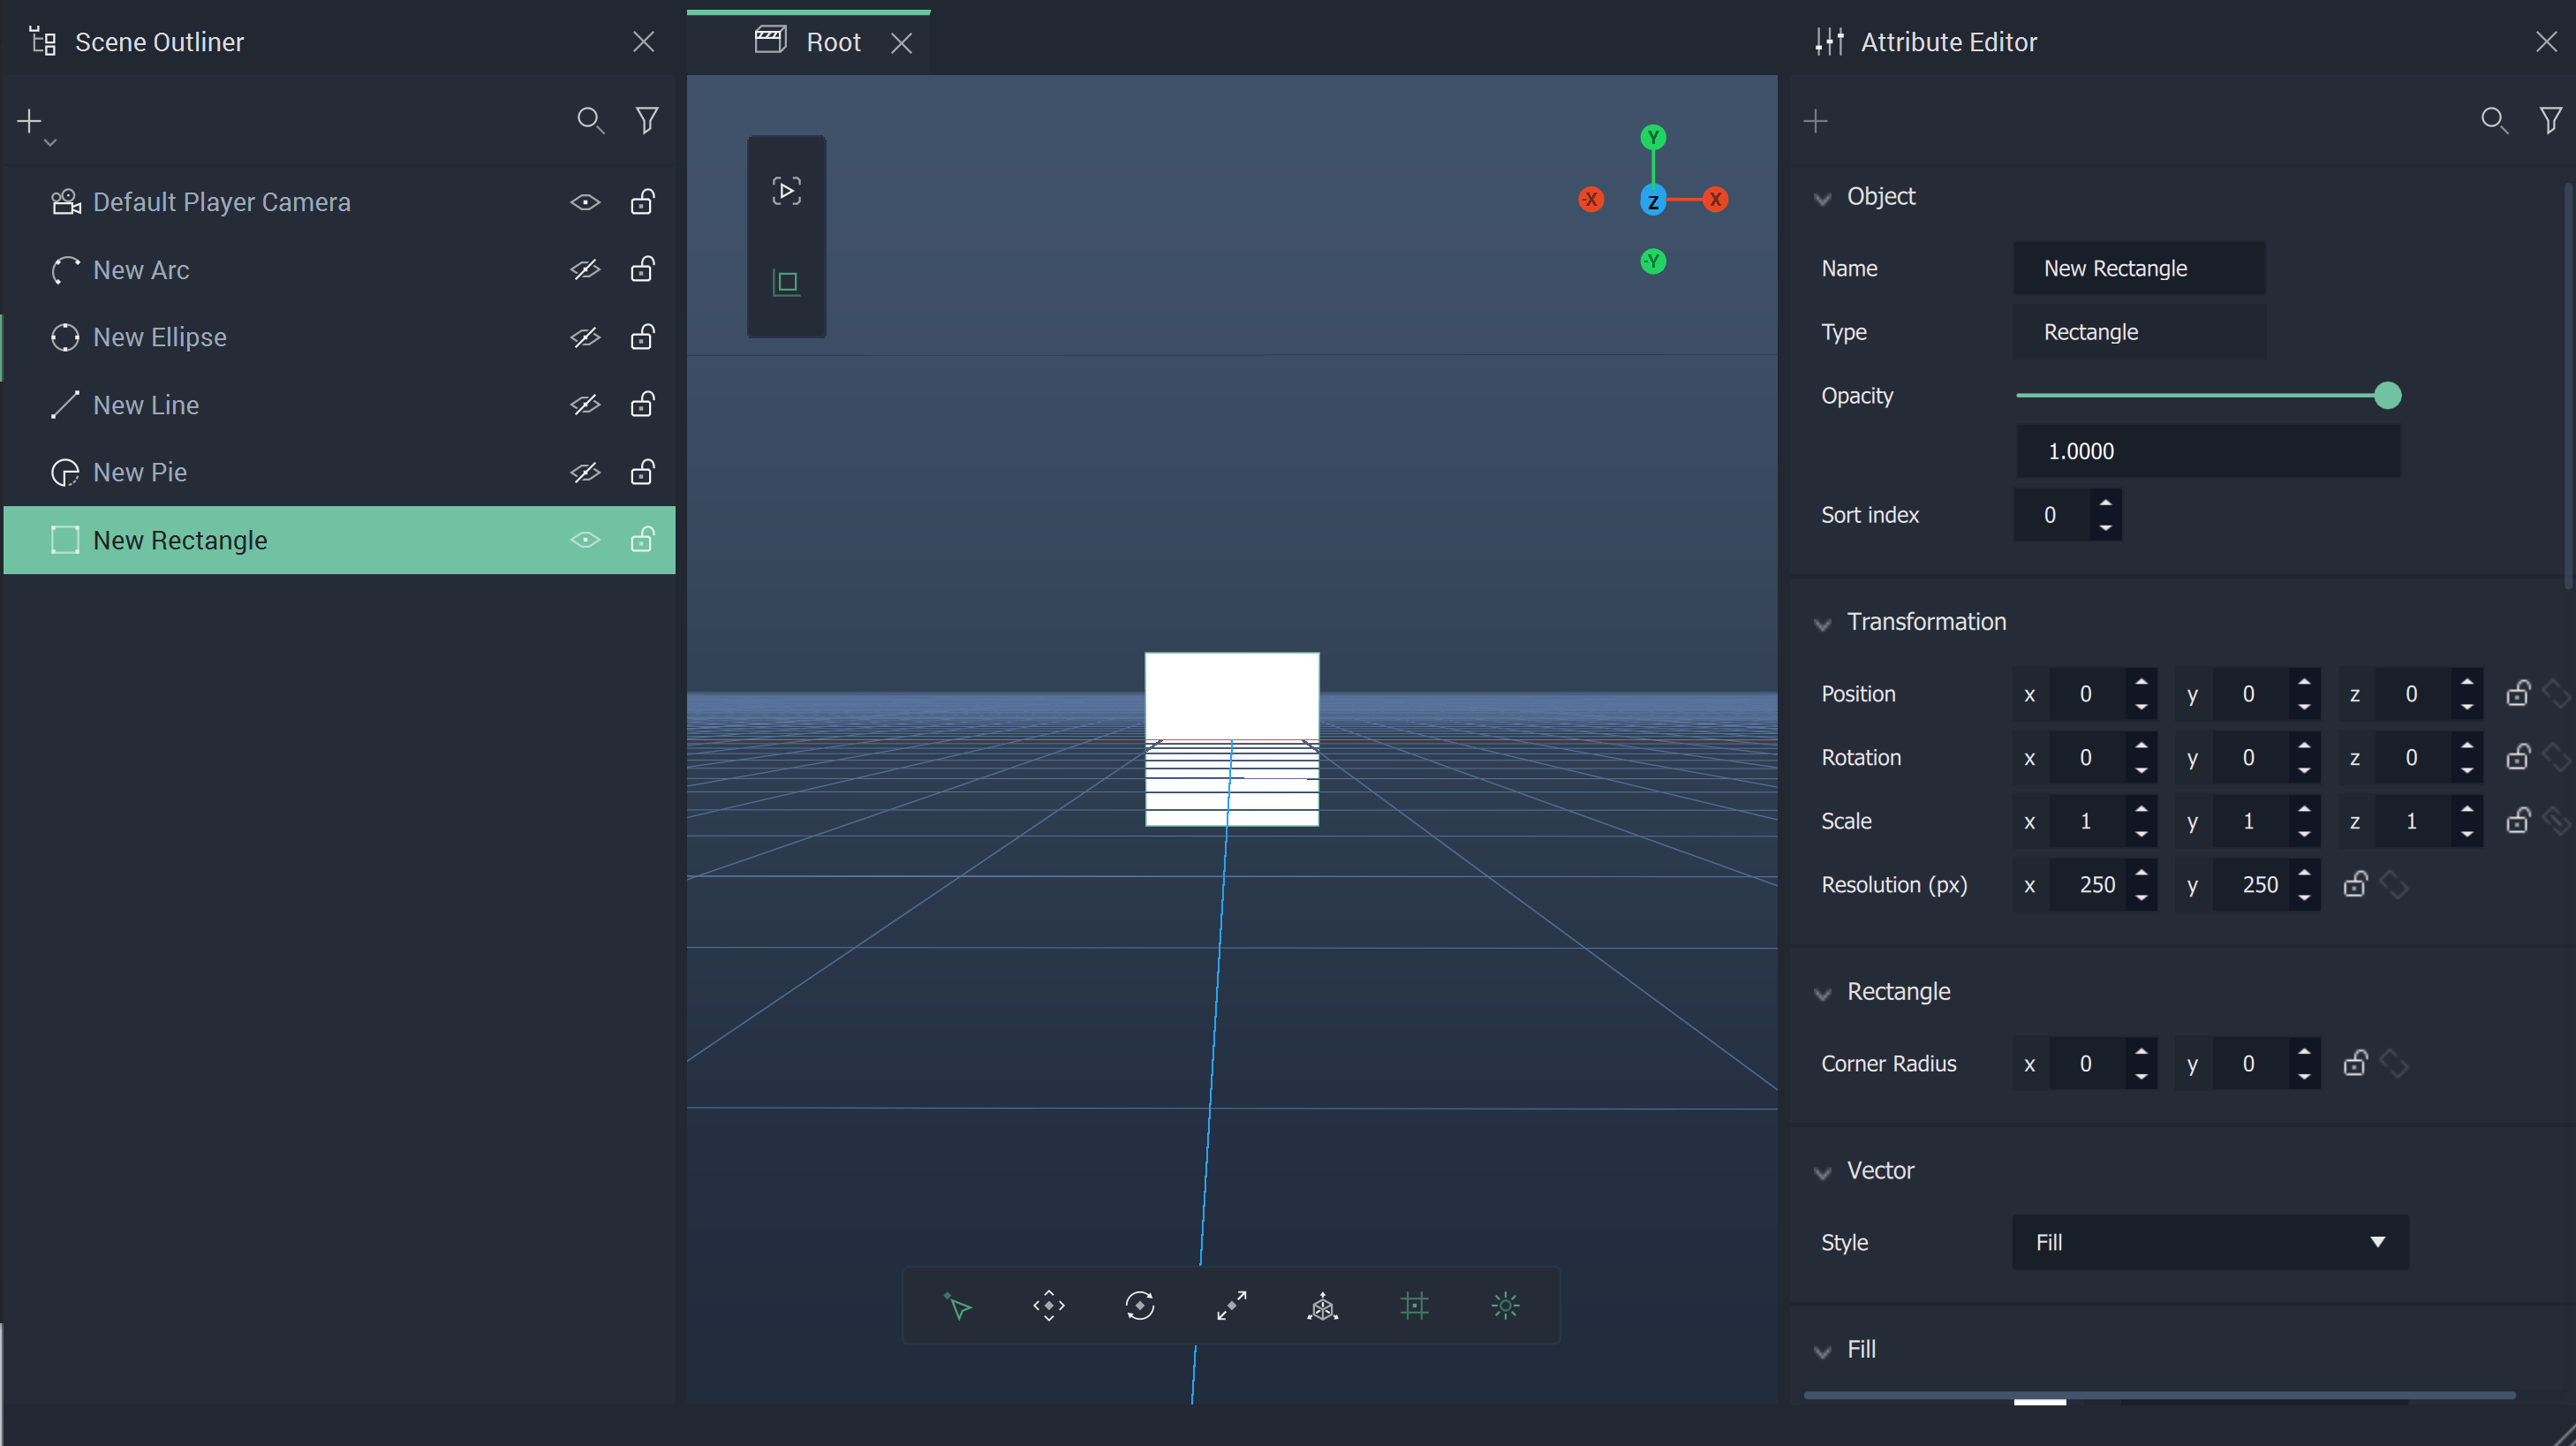 Scene Outliner
Default Player Camera
New Arc
New Ellipse
New Line
New Pie
New Rectangle
Root
Y
-X
Z
X
-Y
Attribute Editor
Object
Name New Rectangle
Type Rectangle
Opacity
1.0000
Sort index 0
Transformation
Position x 0 y 0 z 0
Rotation x 0 y 0 z 0
Scale x 1 y 1 z 1
Resolution (px) x 250 y 250
Rectangle
Corner Radius x 0 y 0
Vector
Style Fill
Fill